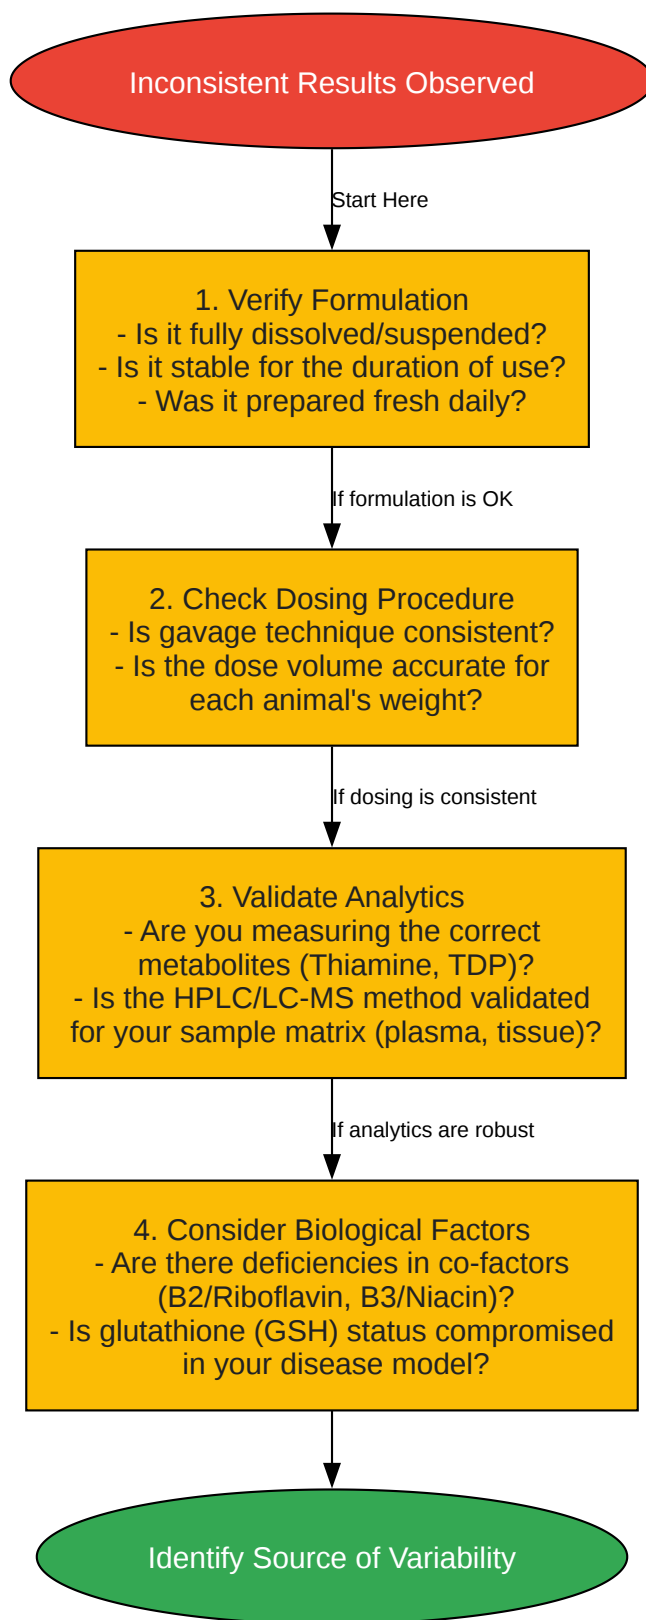 Inconsistent Results Observed
Start Here
1. Verify Formulation
- Is it fully dissolved/suspended?
- Is it stable for the duration of use?
- Was it prepared fresh daily?
If formulation is OK
2. Check Dosing Procedure
- Is gavage technique consistent?
- Is the dose volume accurate for
each animal's weight?
If dosing is consistent
3. Validate Analytics
- Are you measuring the correct
metabolites (Thiamine, TDP)?
- Is the HPLC/LC-MS method validated
for your sample matrix (plasma, tissue)?
If analytics are robust
4. Consider Biological Factors
- Are there deficiencies in co-factors
(B2/Riboflavin, B3/Niacin)?
- Is glutathione (GSH) status compromised
in your disease model?
Identify Source of Variability